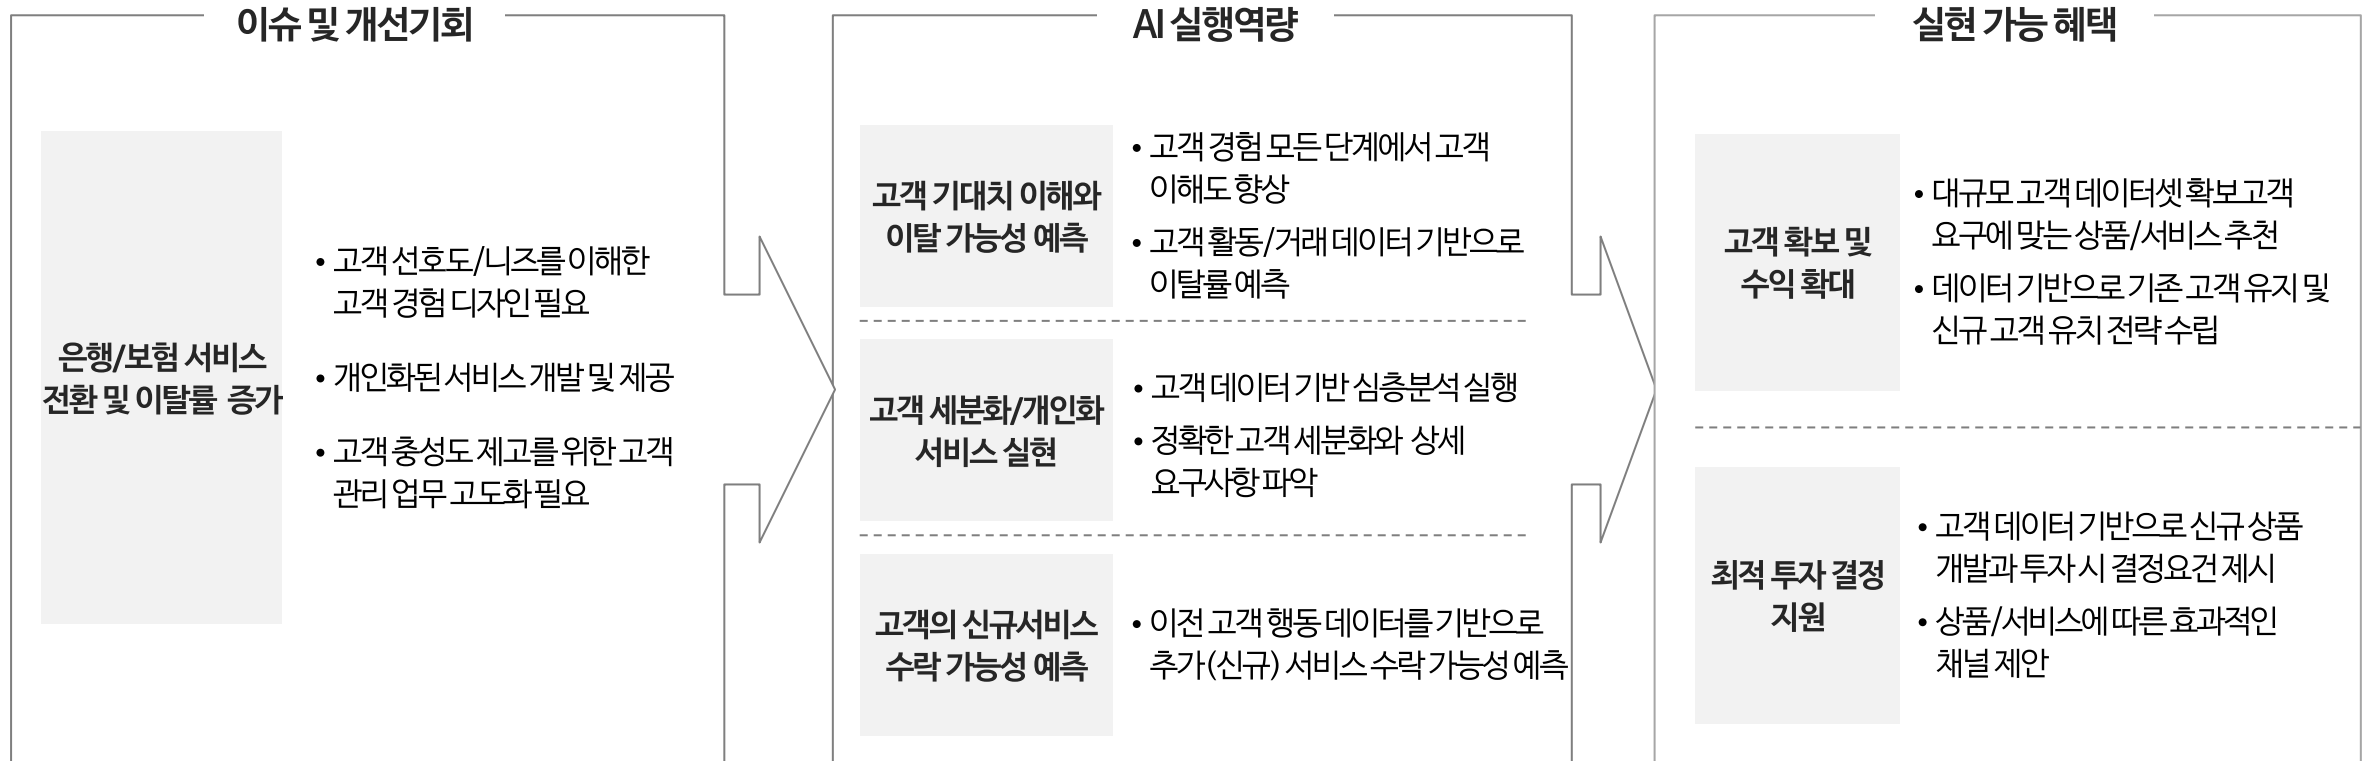 이슈 및 개선기회
은행/보험 서비스
전환 및 이탈률 증가
• 고객 선호도/니즈를 이해한
고객 경험 디자인 필요
• 개인화된 서비스 개발 및 제공
• 고객 충성도 제고를 위한 고객
관리 업무 고도화 필요
AI 실행역량
고객 기대치 이해와
이탈 가능성 예측
• 고객 경험 모든 단계에서 고객
이해도 향상
• 고객 활동/거래 데이터 기반으로
이탈률 예측
고객 세분화/개인화
서비스 실현
• 고객 데이터 기반 심층분석 실행
• 정확한 고객 세분화와 상세
요구사항 파악
고객의 신규서비스
수락 가능성 예측
• 이전 고객 행동 데이터를 기반으로
추가(신규) 서비스 수락 가능성 예측
실현 가능 혜택
고객 확보 및
수익 확대
• 대규모 고객 데이터셋 확보고객
요구에 맞는 상품/서비스 추천
• 데이터 기반으로 기존 고객 유지 및
신규 고객 유치 전략 수립
최적 투자 결정
지원
• 고객 데이터 기반으로 신규 상품
개발과 투자 시 결정요건 제시
• 상품/서비스에 따른 효과적인
채널 제안